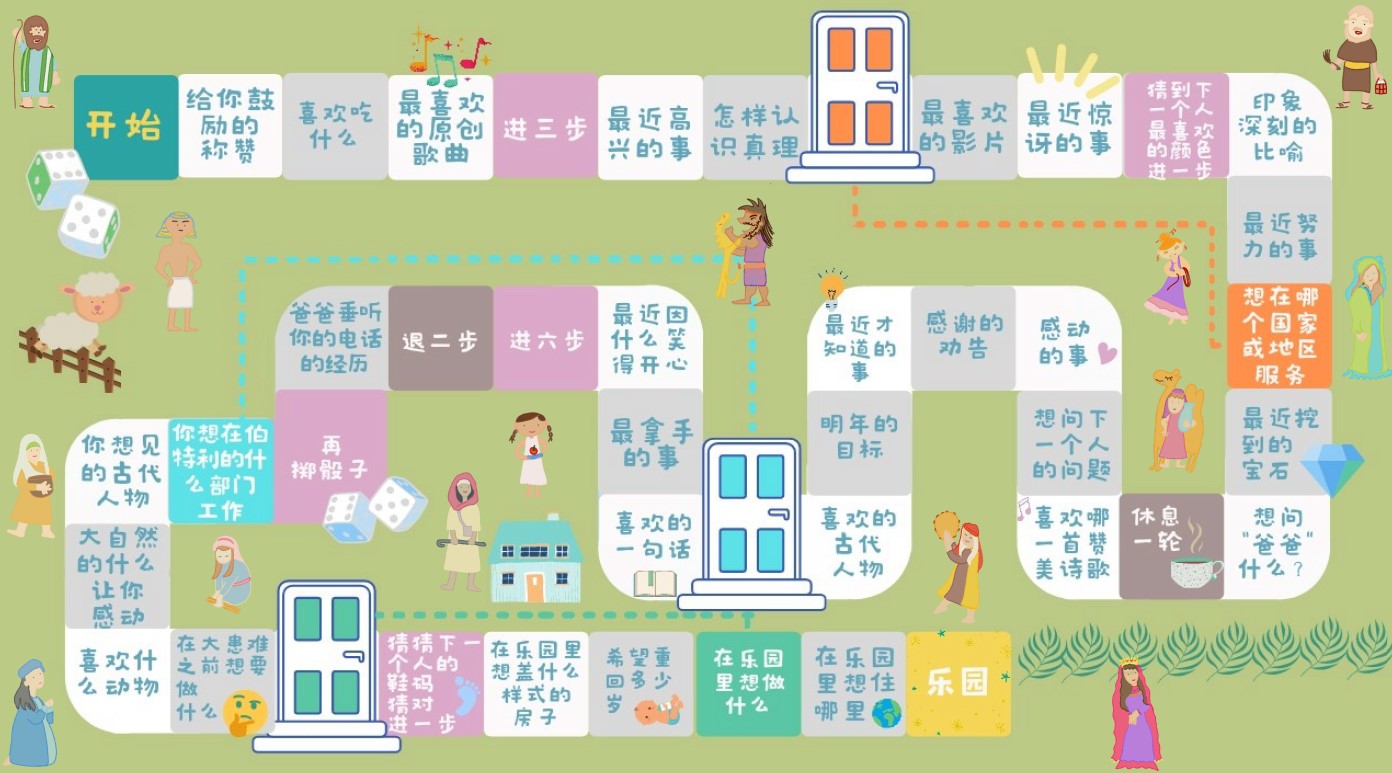 开始
给你鼓
励的
称赞
喜欢吃
什么
最喜欢
的原创
歌曲
进三步
最近高
兴的事
怎样认
识真理
最喜欢
的影片
最近惊
讶的事
猜到下
一个人
最喜欢
的颜色
进一步
印象
深刻的
比喻
最近努
力的事
想在哪
个国家
或地区
服务
最近挖
到的
宝石
想问
"爸爸"
什么?
休息
一轮
喜欢哪
一首赞
美诗歌
想问下
一个人
的问题
感动
的事
感谢的
劝告
最近才
知道的
事
明年的
目标
喜欢的
古代
人物
喜欢的
一句话
最拿手
的事
最近因
什么笑
得开心
进六步
退二步
爸爸垂听
你的电话
的经历
再
掷骰子
你想在伯
特利的什
么部门
工作
你想见
的古代
人物
大自然
的什么
让你
感动
喜欢什
么动物
在大患难
之前想要
做
什么
猜猜下一
个人的
鞋码
猜对
进一步
在乐园里
想盖什么
样式的
房子
希望重
回多少
岁
在乐园
里想做
什么
在乐园
里想住
哪里
乐园